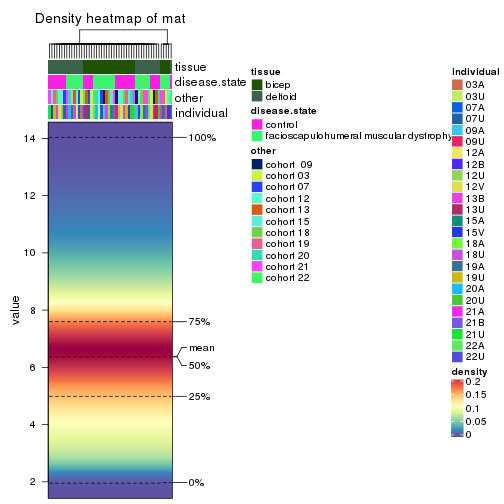 Density heatmap of mat
tissue
disease.state
other
individual
value
14
12
10
8
6
4
2
100%
75%
mean
50%
25%
0%
tissue
bicep
deltoid
disease.state
control
facioscapulohumeral muscular dystrophy
other
cohort 09
cohort 03
cohort 07
cohort 12
cohort 13
cohort 15
cohort 18
cohort 19
cohort 20
cohort 21
cohort 22
individual
03A
03U
07A
07U
09A
09U
12A
12B
12U
12V
13B
13U
15A
15V
18A
18U
19A
19U
20A
20U
21A
21B
21U
22A
22U
density
0.2
0.15
0.1
0.05
0